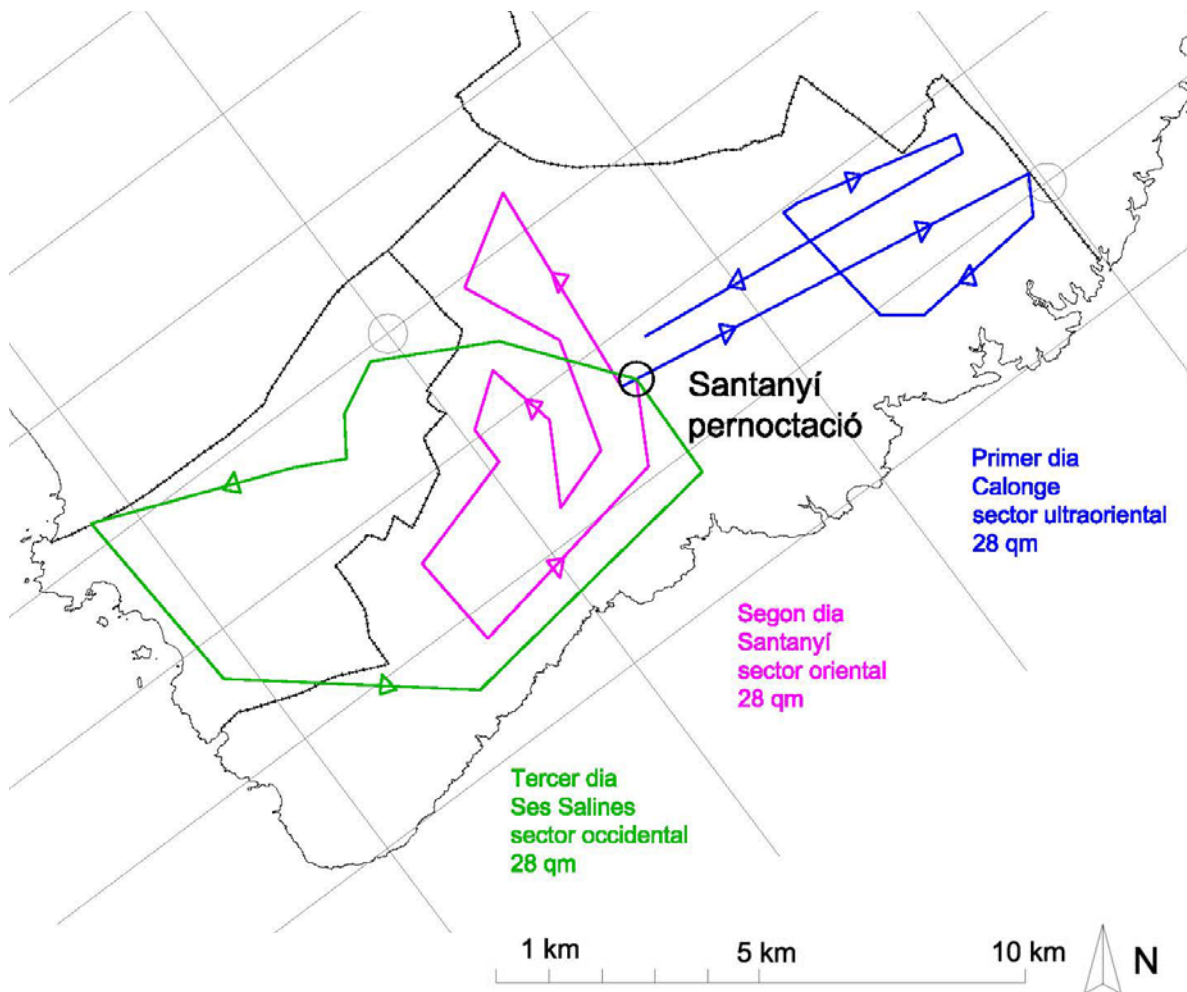 Santanyí
pernoctació
Primer dia
Calonge
sector ultraoriental
28 qm
Segon dia
Santanyí
sector oriental
28 qm
Tercer dia
Ses Salines
sector occidental
28 qm
1 km 5 km 10 km N